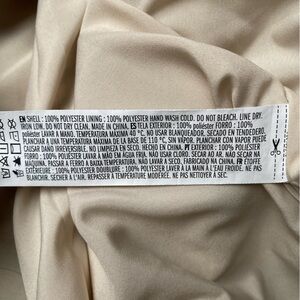 EN SHELL : 100% POLYESTER LINING : 100% POLYESTER HAND WASH COLD. DO NOT BLEACH. LINE DRY.
IRON LOW. DO NOT DRY CLEAN. MADE IN CHINA. ES TELA EXTERIOR : 100% poliéster FORRO : 100%
poliéster LAVAR A MANO. TEMPERATURA MÁXIMA 40 °C. NO USAR BLANQUEADOR. SECADO EN TENDEDERO.
PLANCHAR A UNA TEMPERATURA MÁXIMA DE LA BASE DE 110 °C, SIN VAPOR. PLANCHAR CON VAPOR PUEDE
CAUSAR DAÑO IRREVERSIBLE. NO LIMPIEZA EN SECO. HECHO EN CHINA. PT EXTERIOR: 100% POLIÉSTER
FORRO : 100% POLIÉSTER LAVAR À MÃO EM ÁGUA FRIA. NÃO USAR CLORO. SECAR AO AR. NÃO SECAR NA
MÁQUINA. PASSAR A TEMPERATURA BAIXA. NÃO LAVAR A SECO. FABRICADO NA CHINA. FR ÉTOFFE
EXTÉRIEURE : 100% POLYESTER DOUBLURE : 100% POLYESTER LAVER À LA MAIN À L'EAU FROIDE. NE PAS
BLANCHIR. SÉCHER À L'AIR. REPASSER À TEMPÉRATURE MODÉRÉE. NE PAS NETTOYER À SEC.